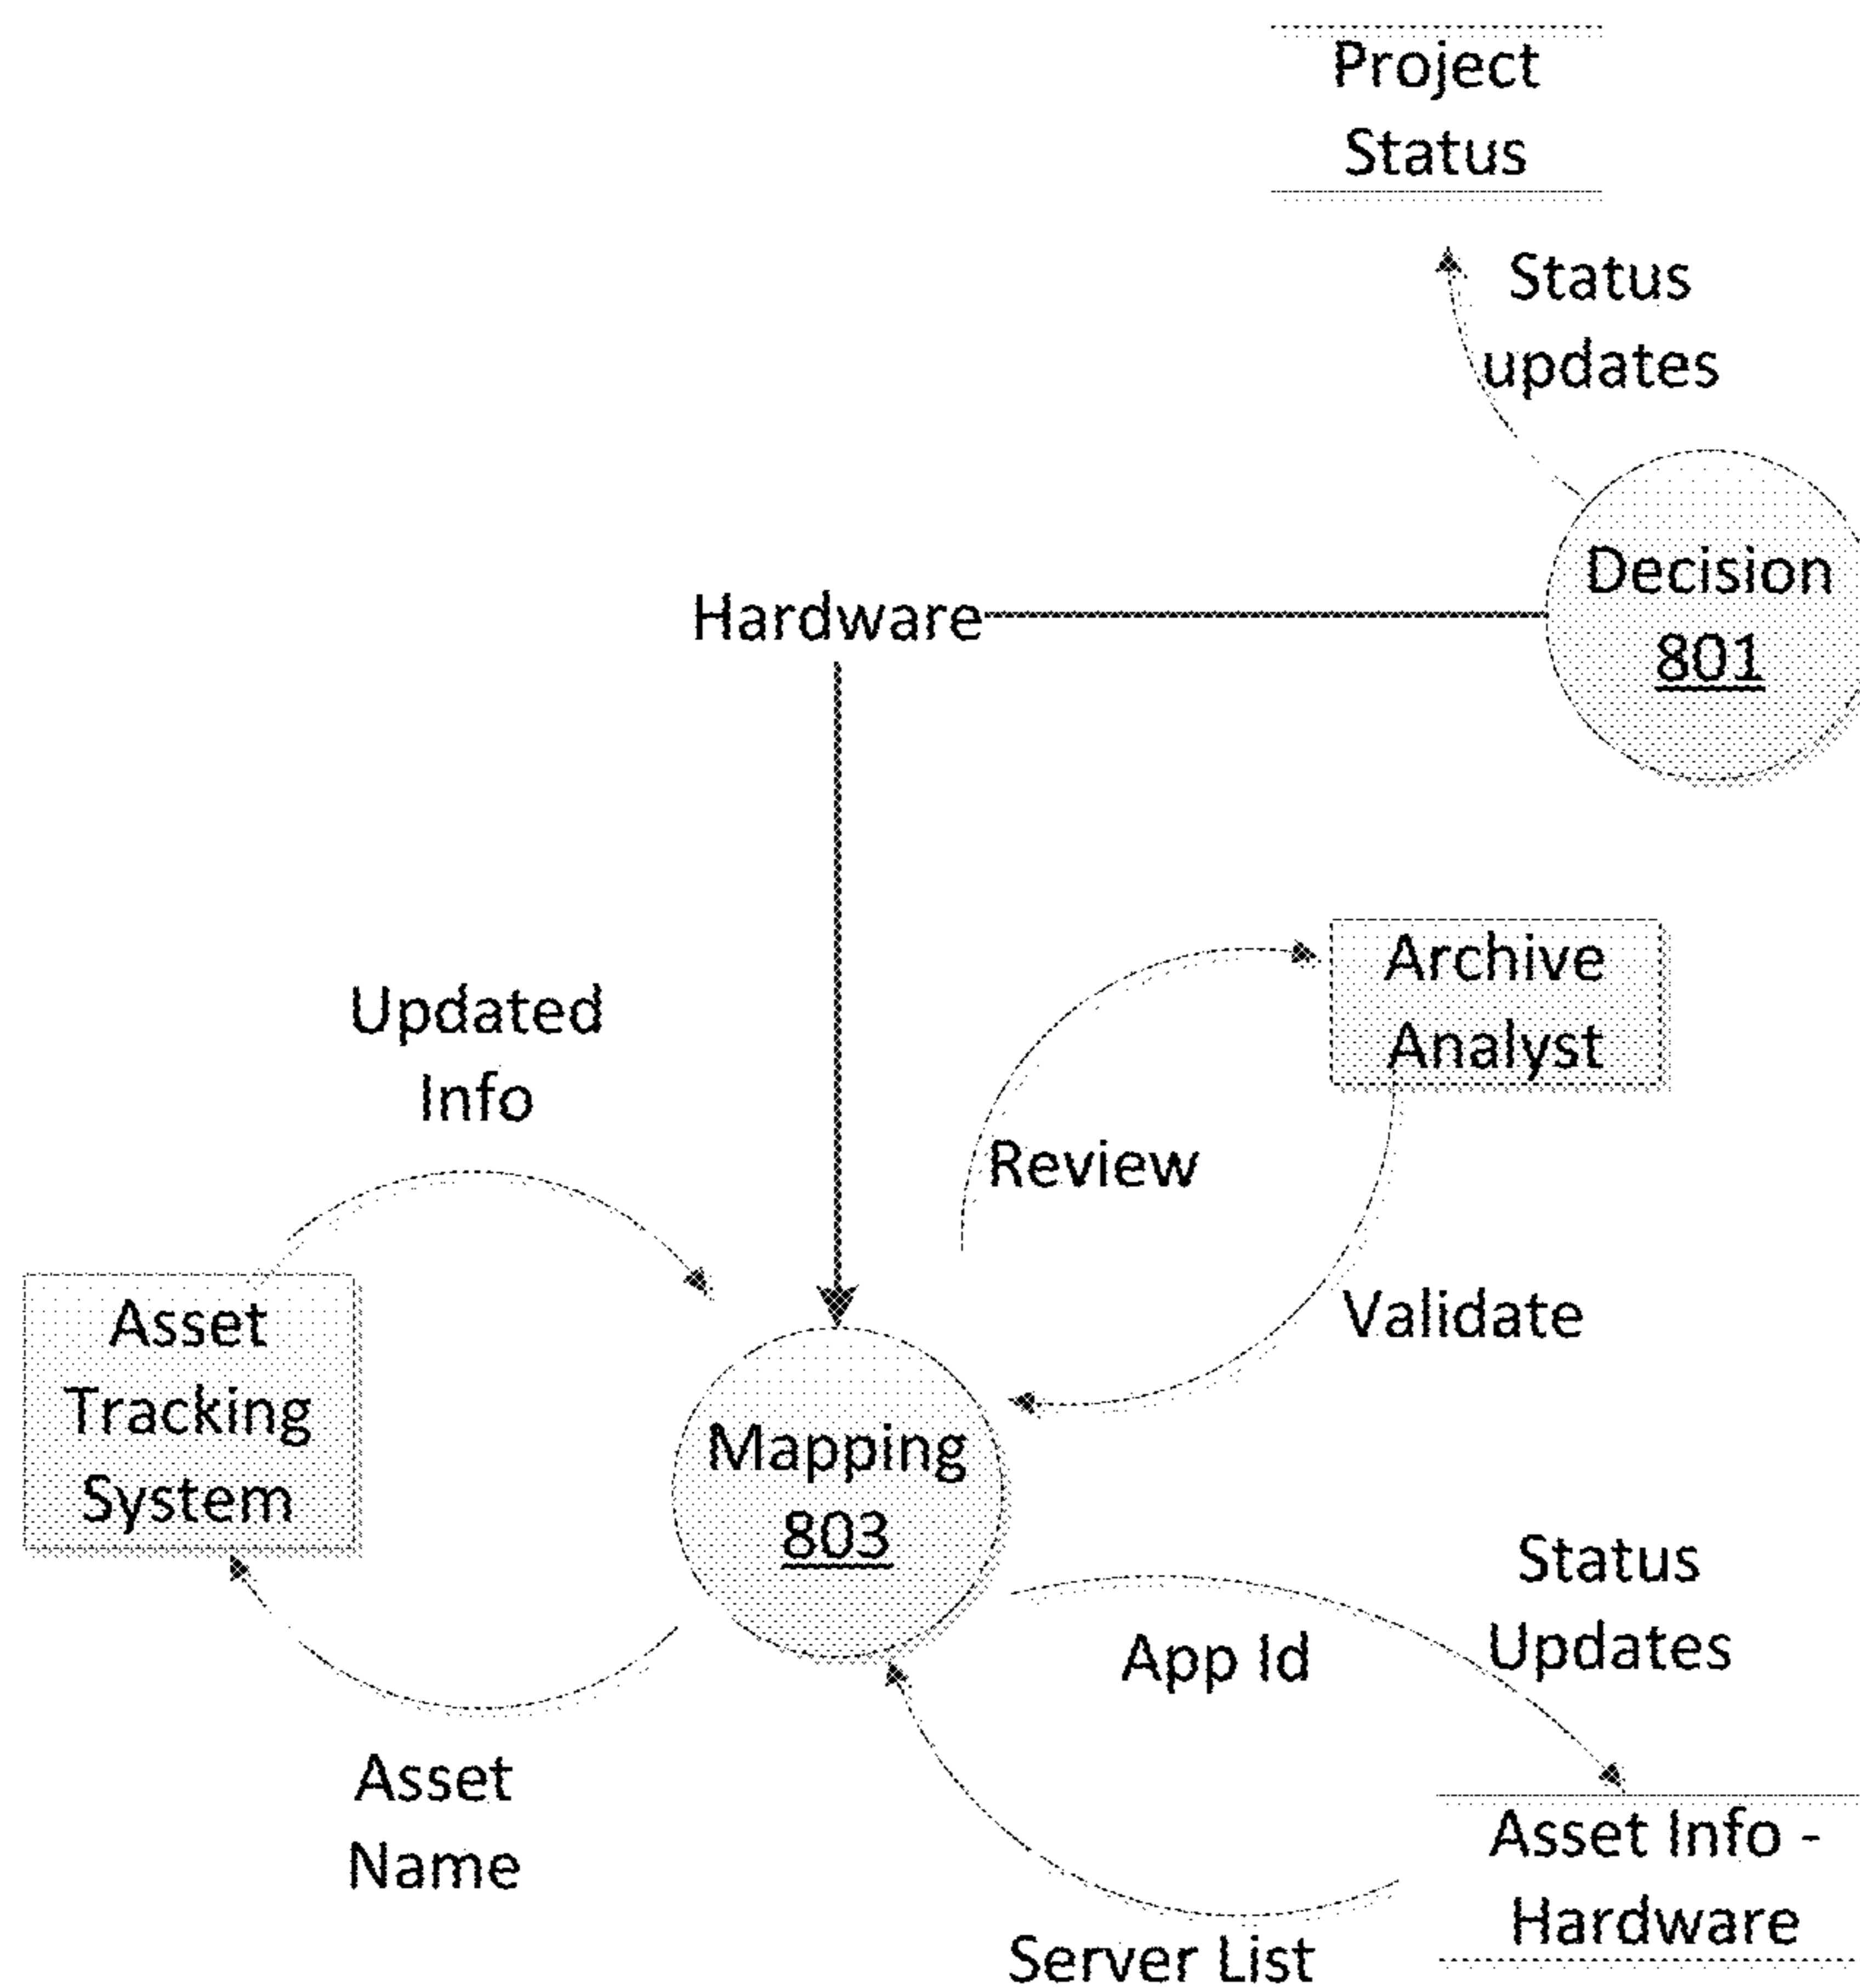 Project
Status
Status
updates
Decision
801
Hardware
Archive
Analyst
Updated
Info
Review
Validate
Asset
Tracking
System
Mapping
803
Status
Updates
App Id
Asset
Name
Asset Info -
Hardware
Server List